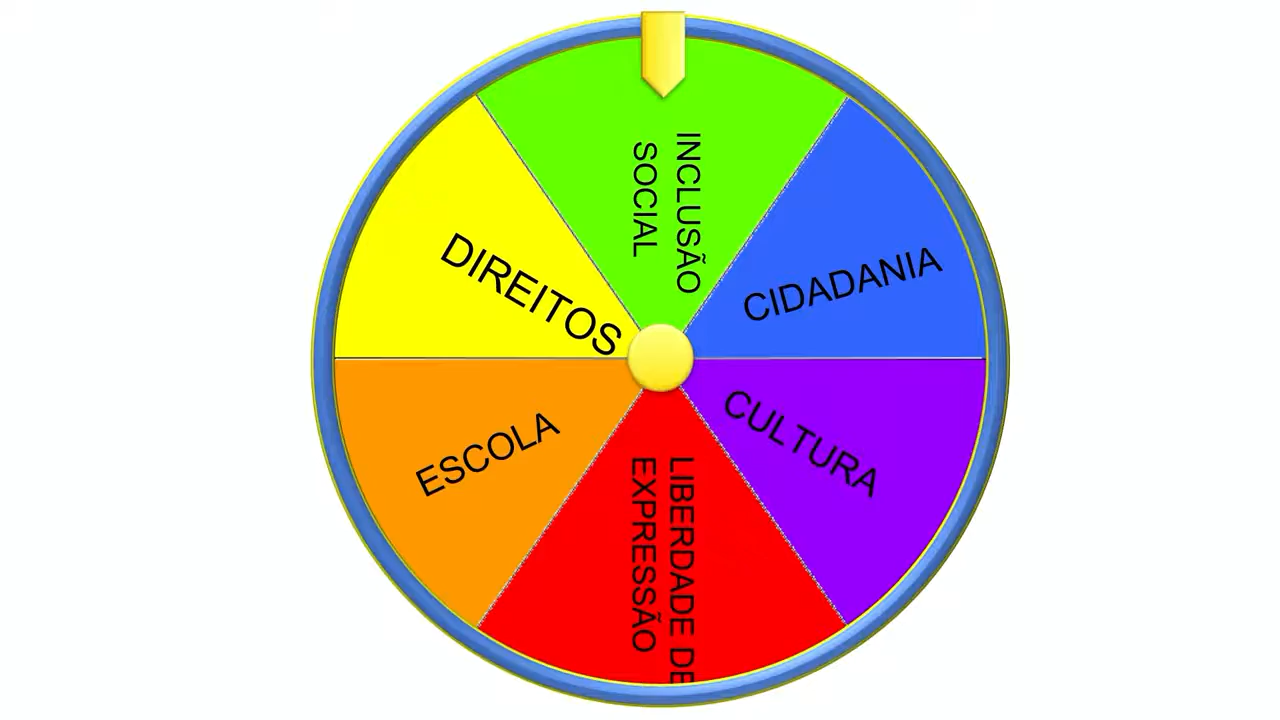 INCLUSÃO
SOCIAL
CIDADANIA
CULTURA
LIBERDADE DE
EXPRESSÃO
ESCOLA
DIREITOS